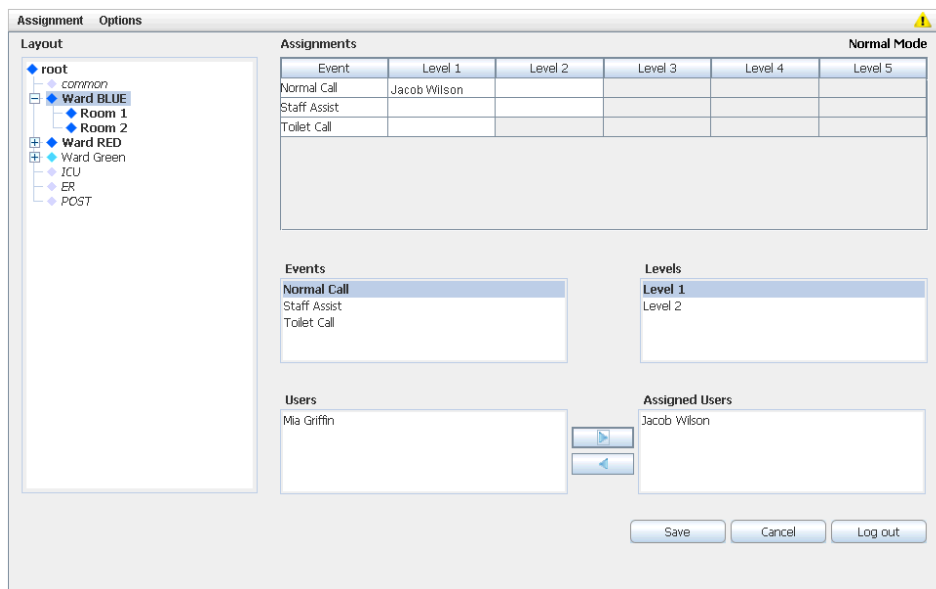 Assignment Options
Layout
root
common
Ward BLUE
Room 1
Room 2
Ward RED
Ward Green
ICU
ER
POST
Assignments Normal Mode
Event Level 1 Level 2 Level 3 Level 4 Level 5
Normal Call Jacob Wilson
Staff Assist
Toilet Call
Events
Normal Call
Staff Assist
Toilet Call
Levels
Level 1
Level 2
Users
Mia Griffin
Assigned Users
Jacob Wilson
Save Cancel Log out